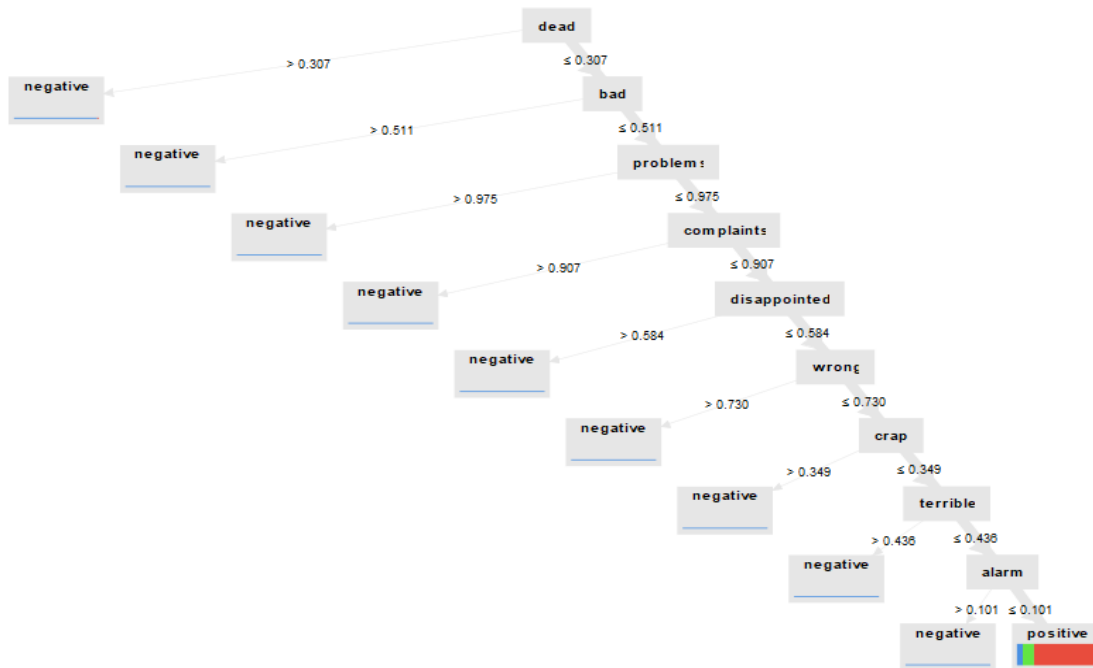 dead
> 0.307
≤ 0.307
negative
bad
> 0.511
≤ 0.511
negative
problems
> 0.975
≤ 0.975
negative
complaints
> 0.907
≤ 0.907
negative
disappointed
> 0.584
≤ 0.584
negative
wrong
> 0.730
≤ 0.730
negative
crap
> 0.349
≤ 0.349
negative
terrible
> 0.436
≤ 0.436
negative
alarm
> 0.101
≤ 0.101
negative
positive